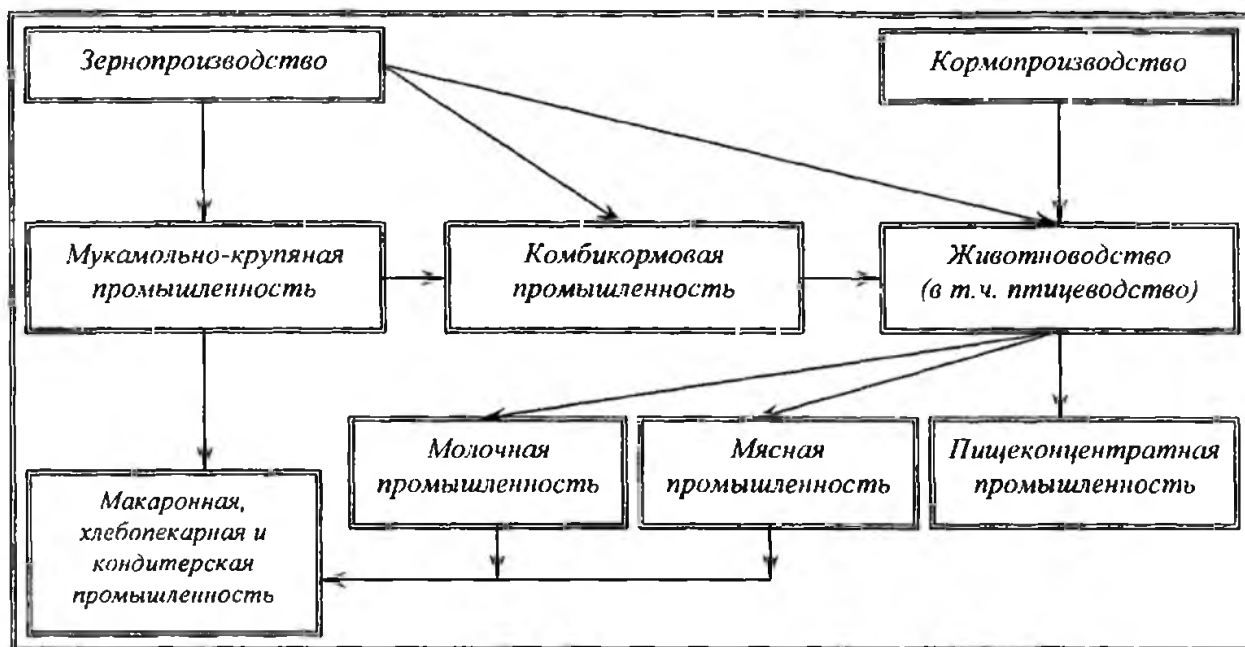 Зернопроизводство
Кормопроизводство
Мукамольно-крупяная
промышленность
Комбикормовая
промышленность
Животноводство
(в т.ч. птицеводство)
Молочная
промышленность
Мясная
промышленность
Пищеконцентратная
промышленность
Макаронная,
хлебопекарная и
кондитерская
промышленность